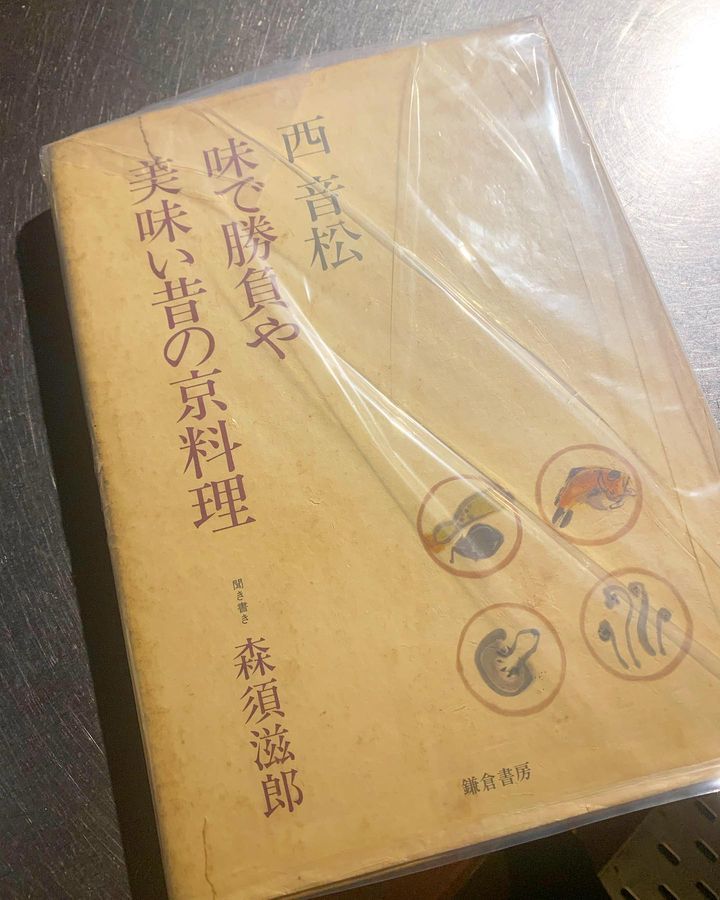 西 音松
味で勝負や
美味い昔の京料理
聞き書き 森須滋郎
鎌倉書房